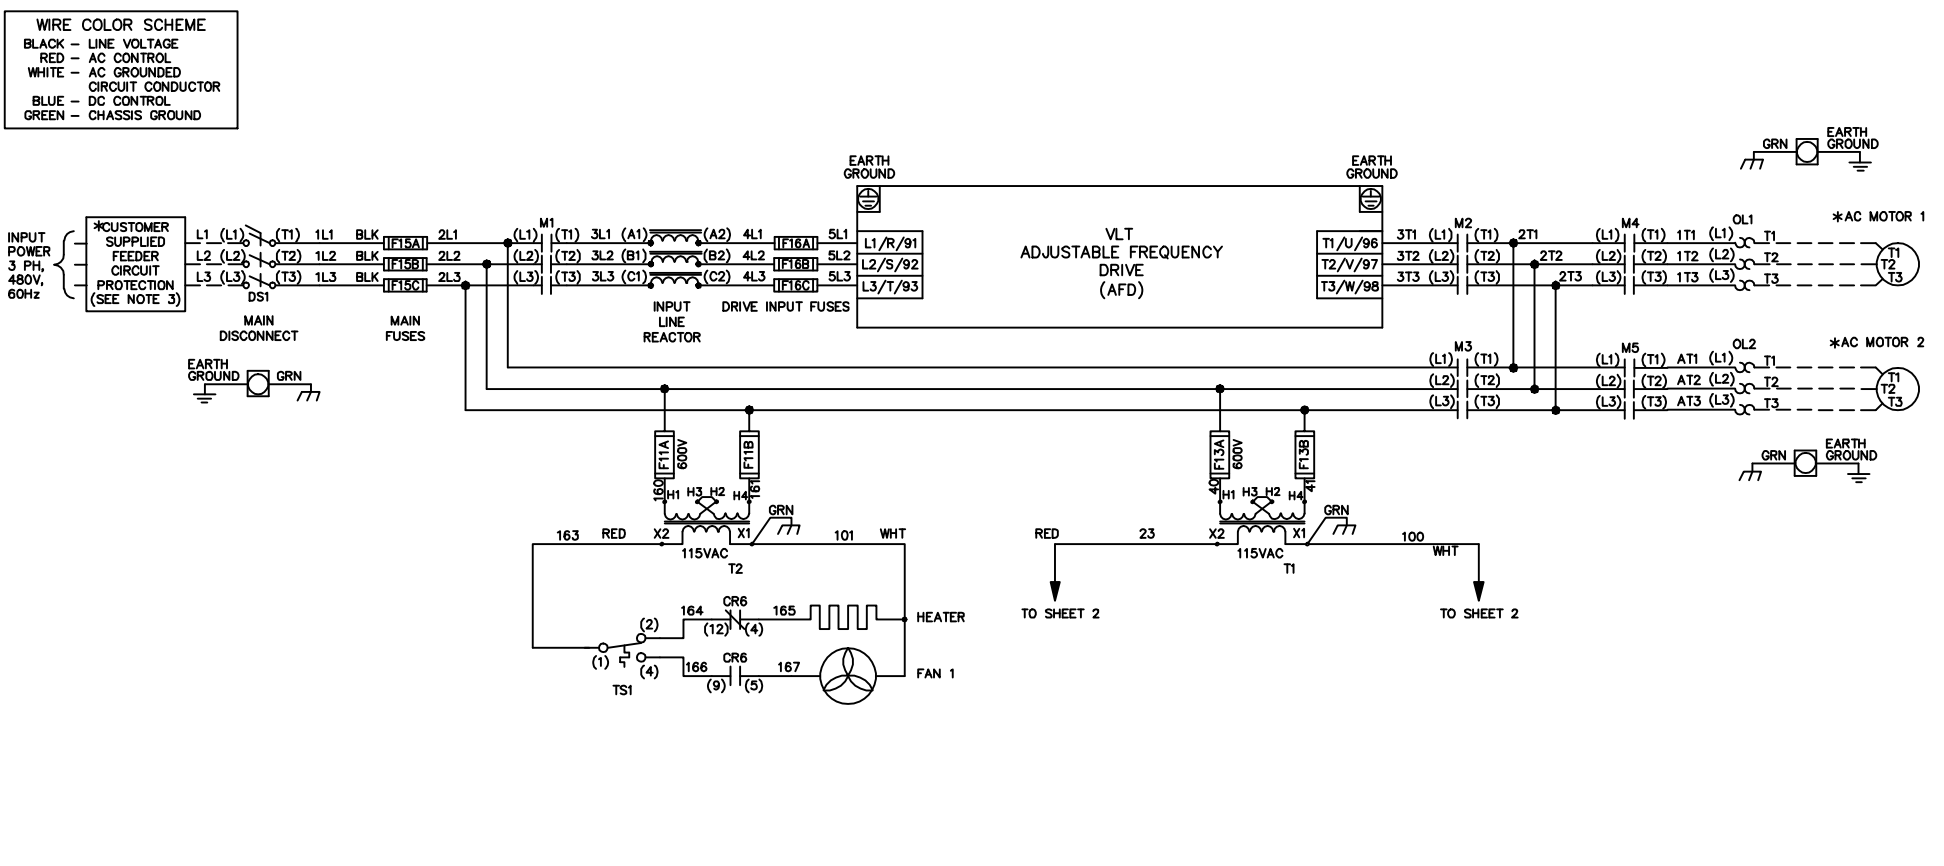 WIRE COLOR SCHEME
BLACK – LINE VOLTAGE
RED – AC CONTROL
WHITE – AC GROUNDED
CIRCUIT CONDUCTOR
BLUE – DC CONTROL
GREEN – CHASSIS GROUND
GRN
EARTH
GROUND
EARTH
GROUND
EARTH
GROUND
INPUT
POWER
3 PH,
480V,
60Hz
*CUSTOMER
SUPPLIED
FEEDER
CIRCUIT
PROTECTION
(SEE NOTE 3)
VLT
ADJUSTABLE FREQUENCY
DRIVE
(AFD)
M1
M2
M4
OL1
*AC MOTOR 1
L1 (L1) (T1) 1L1 BLK F15A 2L1 (L1) (T1) 3L1 (A1) (A2) 4L1 F16A 5L1 L1/R/91 T1/U/96 3T1 (L1) (T1) 2T1 (L1) (T1) 1T1 (L1) T1 T1
L2 (L2) (T2) 1L2 BLK F15B 2L2 (L2) (T2) 3L2 (B1) (B2) 4L2 F16B 5L2 L2/S/92 T2/V/97 3T2 (L2) (T2) 2T2 (L2) (T2) 1T2 (L2) T2 T2
L3 (L3) (T3) 1L3 BLK F15C 2L3 (L3) (T3) 3L3 (C1) (C2) 4L3 F16C 5L3 L3/T/93 T3/W/98 3T3 (L3) (T3) 2T3 (L3) (T3) 1T3 (L3) T3 T3
DS1
MAIN
DISCONNECT
MAIN
FUSES
INPUT
LINE
REACTOR
DRIVE INPUT FUSES
EARTH
GROUND
GRN
M3
M5
OL2
*AC MOTOR 2
(L1) (T1) (L1) (T1) AT1 (L1) T1 T1
(L2) (T2) (L2) (T2) AT2 (L2) T2 T2
(L3) (T3) (L3) (T3) AT3 (L3) T3 T3
F11A
600V
F11B
F13A
600V
F13B
GRN
EARTH
GROUND
160
161
40
41
H1 H3 H2 H4
H1 H3 H2 H4
GRN
GRN
163 RED X2 X1 101 WHT
RED 23 X2 X1 100
WHT
115VAC
115VAC
T2
T1
TO SHEET 2
TO SHEET 2
164 CR6 165
(2) (12) (4)
HEATER
(1)
(4)
166 CR6 167
(9) (5)
FAN 1
TS1